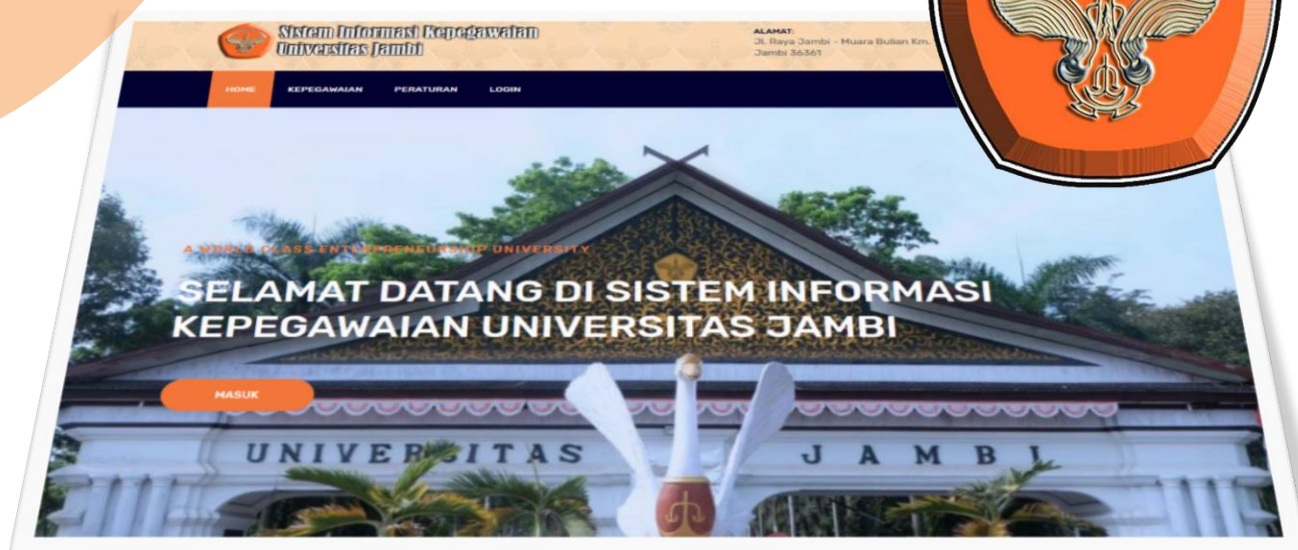 Sistem Informasi Kepegawaian
Universitas Jambi
ALAMAT:
Jl. Raya Jambi - Muara Bulian Km.
Jambi 36361
HOME KEPEGAWAIAN PERATURAN LOGIN
A WORLD CLASS ENTERPRENEURSHIP UNIVERSITY
SELAMAT DATANG DI SISTEM INFORMASI
KEPEGAWAIAN UNIVERSITAS JAMBI
MASUK
UNIVERSITAS JAMBI